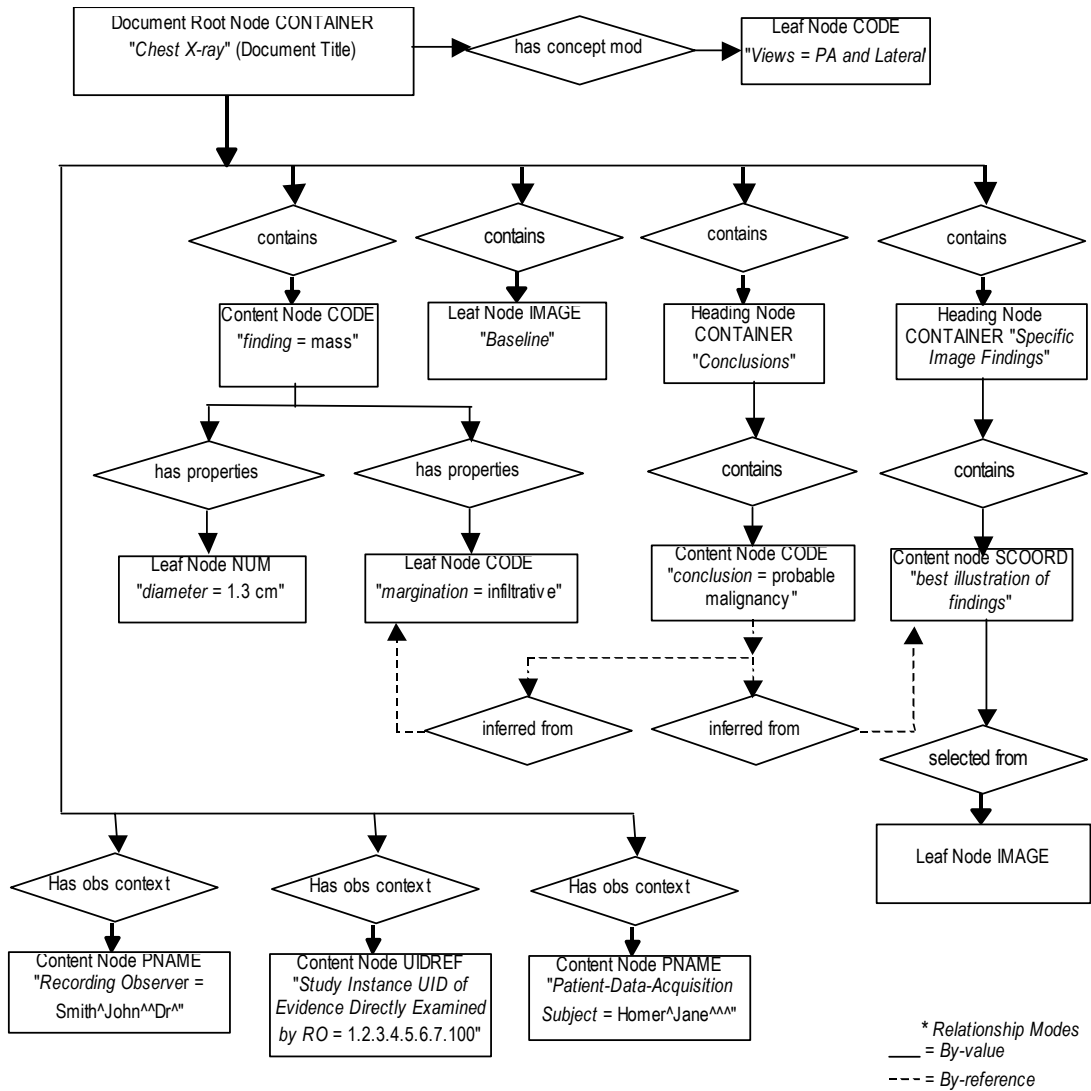 Document Root Node CONTAINER
"Chest X-ray" (Document Title)
has concept mod
Leaf Node CODE
"Views = PA and Lateral
contains
contains
contains
contains
Content Node CODE
"finding = mass"
Leaf Node IMAGE
"Baseline"
Heading Node
CONTAINER
"Conclusions"
Heading Node
CONTAINER "Specific
Image Findings"
has properties
has properties
contains
contains
Leaf Node NUM
"diameter = 1.3 cm"
Leaf Node CODE
"margination = infiltrative"
Content Node CODE
"conclusion = probable
malignancy"
Content node SCOORD
"best illustration of
findings"
inferred from
inferred from
selected from
Leaf Node IMAGE
Has obs context
Has obs context
Has obs context
Content Node PNAME
"Recording Observer =
Smith^John^^Dr^"
Content Node UIDREF
"Study Instance UID of
Evidence Directly Examined
by RO = 1.2.3.4.5.6.7.100"
Content Node PNAME
"Patient-Data-Acquisition
Subject = Homer^Jane^^^"
* Relationship Modes
= By-value
= By-reference